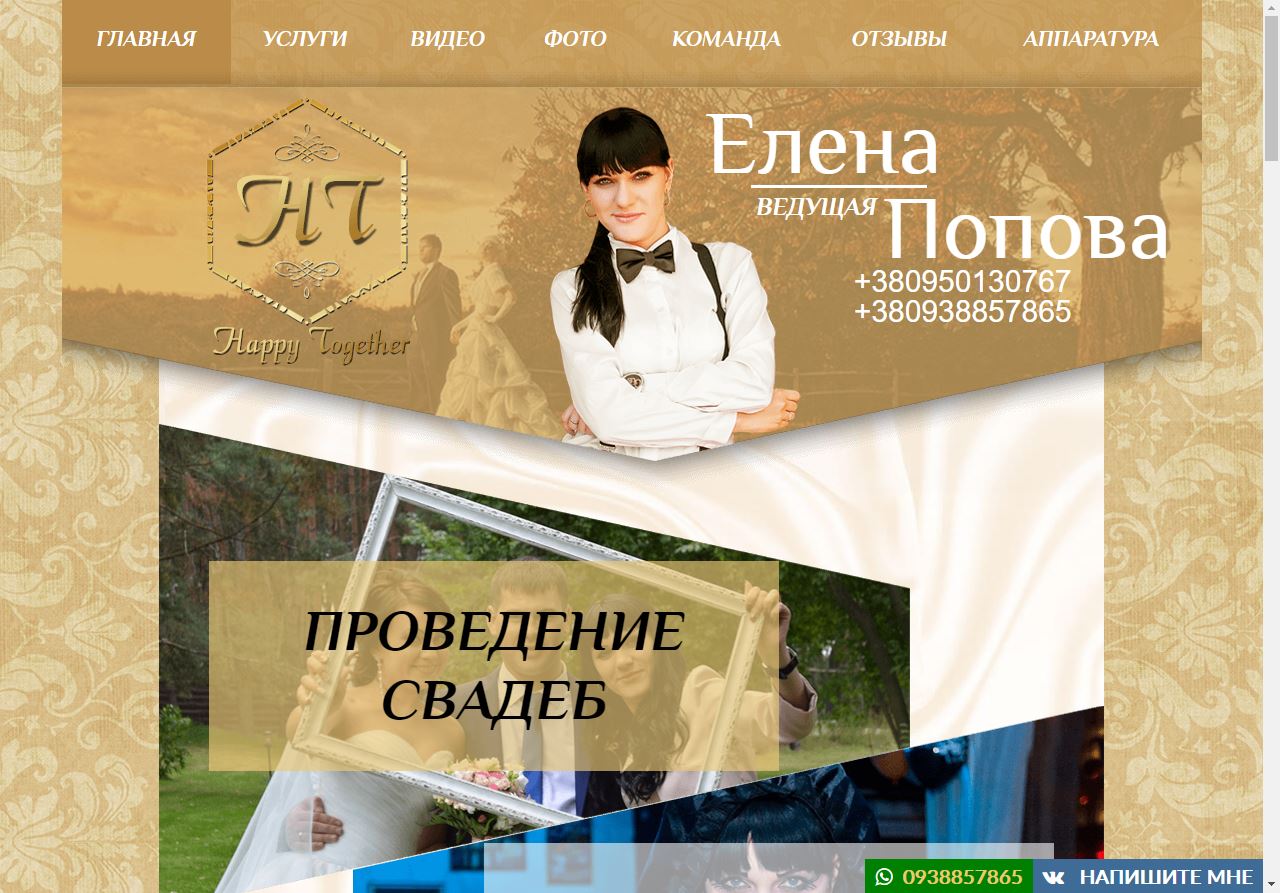 ГЛАВНАЯ УСЛУГИ ВИДЕО ФОТО КОМАНДА ОТЗЫВЫ АППАРАТУРА
НТ
Happy Together
Елена
ВЕДУЩАЯ
Попова
+380950130767
+380938857865
ПРОВЕДЕНИЕ
СВАДЕБ
0938857865 НАПИШИТЕ МНЕ